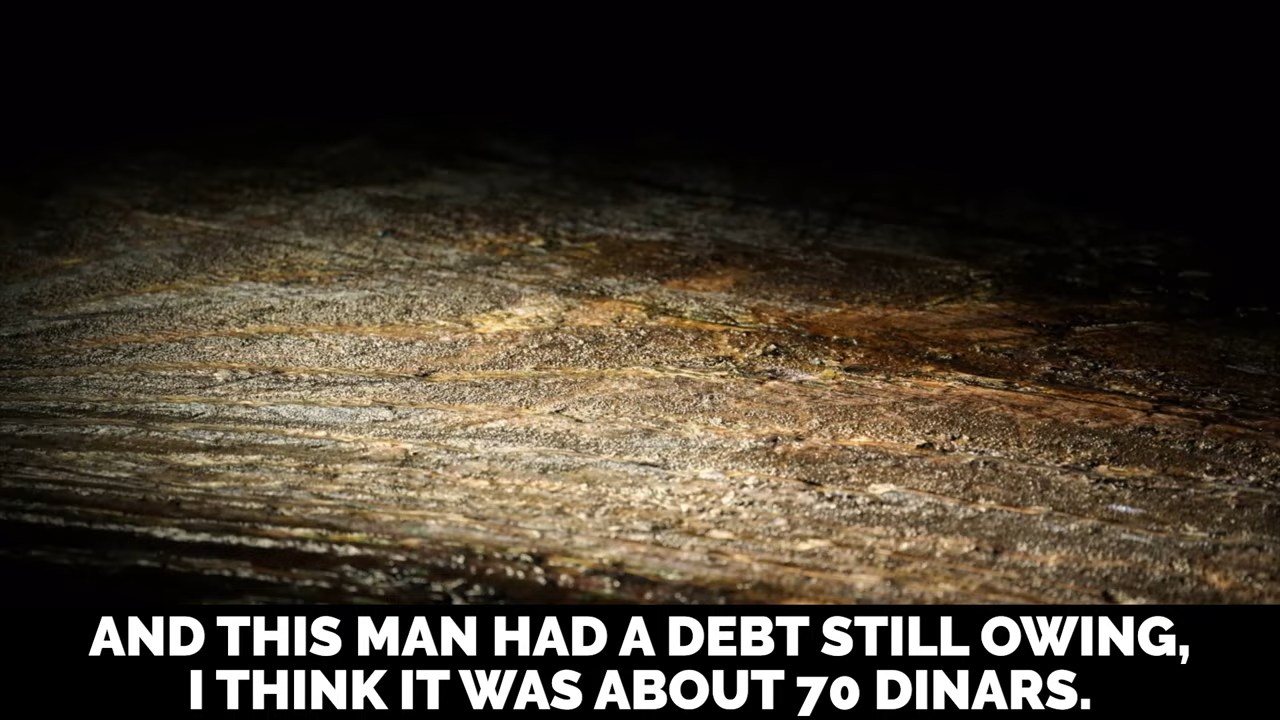 AND THIS MAN HAD A DEBT STILL OWING,
I THINK IT WAS ABOUT 70 DINARS.